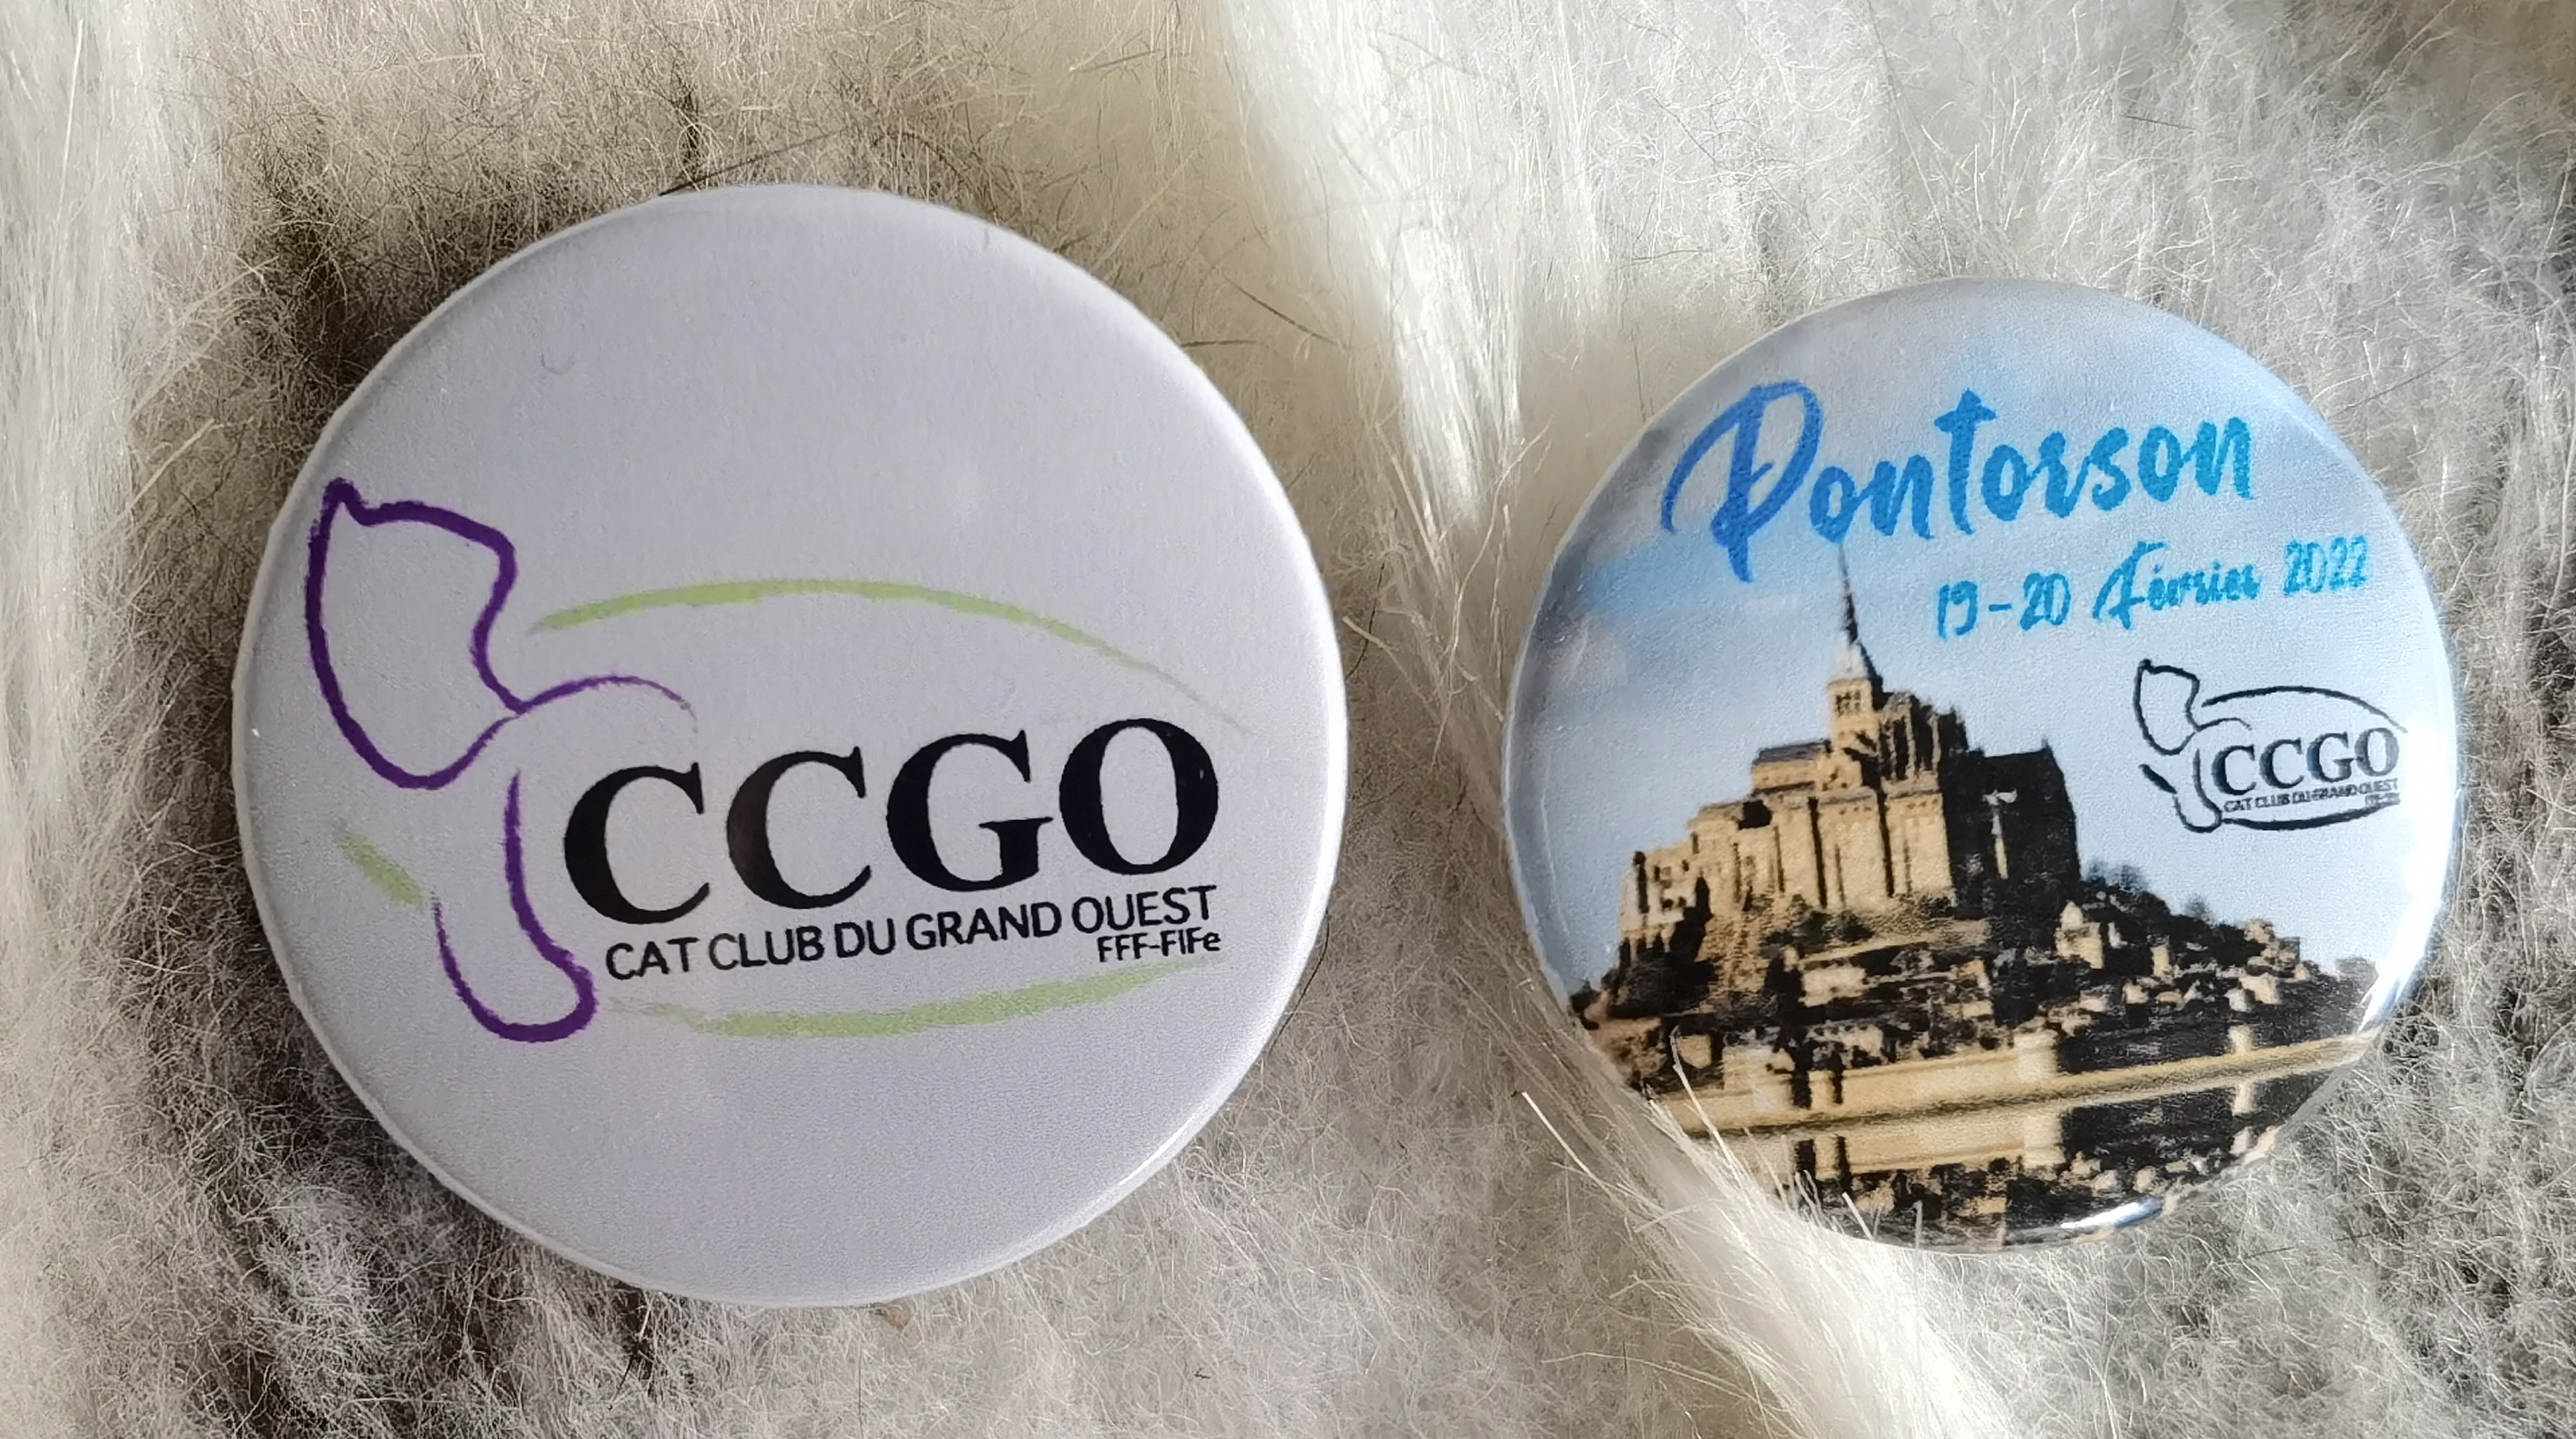 CCGO
CAT CLUB DU GRAND OUEST
FFF-FIFe
Pontorson
19-20 Février 2022
CCGO
CAT CLUB DU GRAND OUEST